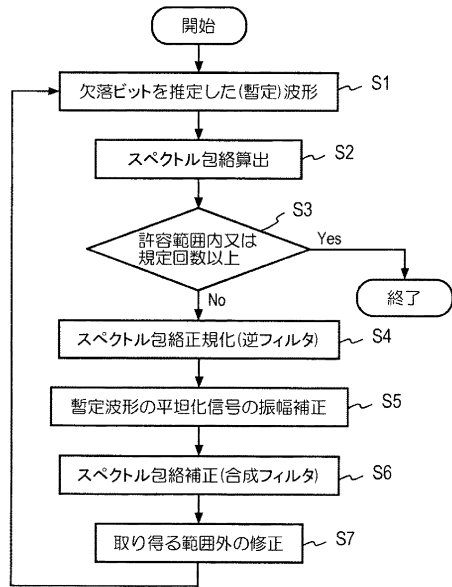 開始
欠落ビットを推定した(暫定)波形
S1
スペクトル包絡算出
S2
S3
許容範囲内又は
規定回数以上
Yes
No
終了
スペクトル包絡正規化(逆フィルタ)
S4
暫定波形の平坦化信号の振幅補正
S5
スペクトル包絡補正(合成フィルタ)
S6
取り得る範囲外の修正
S7